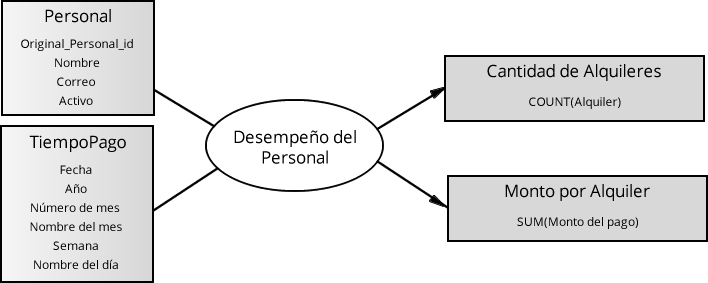 Personal
Original_Personal_id
Nombre
Correo
Activo
TiempoPago
Fecha
Año
Número de mes
Nombre del mes
Semana
Nombre del día
Desempeño del
Personal
Cantidad de Alquileres
COUNT(Alquiler)
Monto por Alquiler
SUM(Monto del pago)